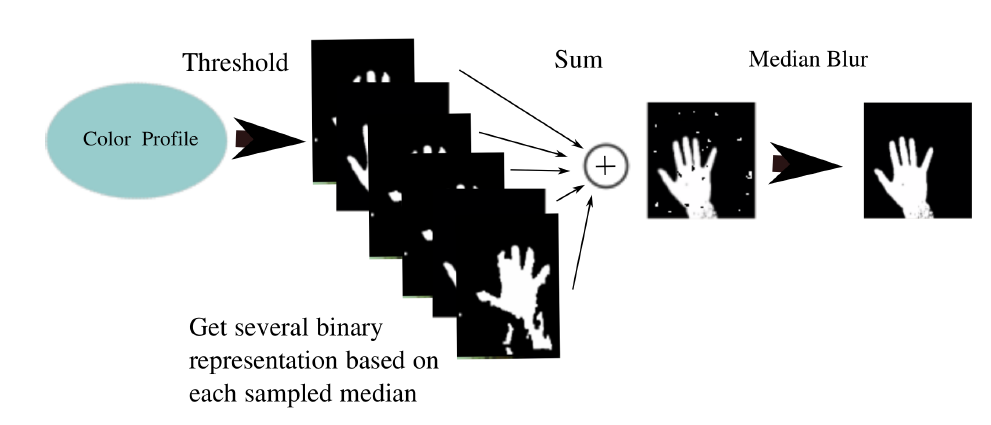 Threshold
Sum
Median Blur
Color Profile
+
Get several binary
representation based on
each sampled median